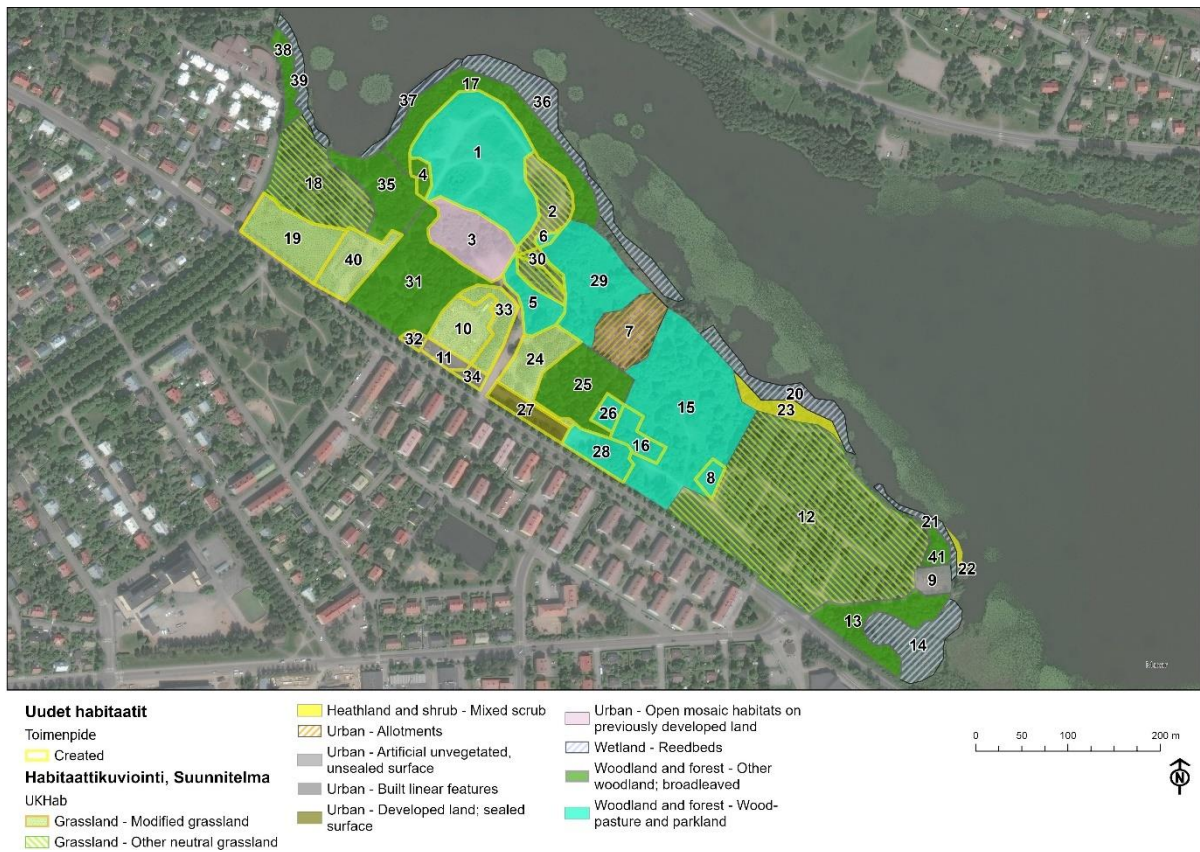 38
39
37
17
36
1
4
35
18
2
6
3
19
40
30
29
31
5
33
7
10
32
11
24
34
25
27
26
15
20
23
28
16
8
12
21
41
22
9
13
14
Uudet habitaatit
Toimenpide
Created
Habitaattikuviointi, Suunnitelma
UKHab
Grassland - Modified grassland
Grassland - Other neutral grassland
Heathland and shrub - Mixed scrub
Urban - Allotments
Urban - Artificial unvegetated,
unsealed surface
Urban - Built linear features
Urban - Developed land; sealed
surface
Urban - Open mosaic habitats on
previously developed land
Wetland - Reedbeds
Woodland and forest - Other
woodland; broadleaved
Woodland and forest - Wood-
pasture and parkland
0 50 100 200 m
N